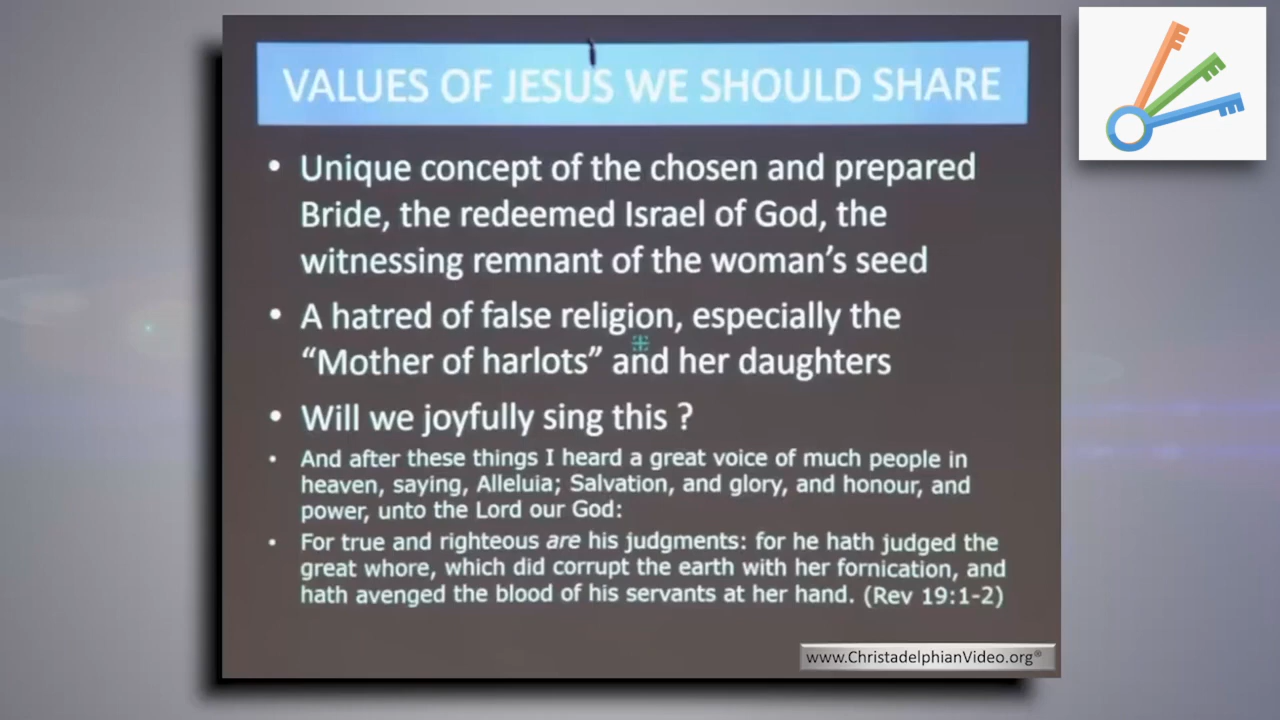 VALUES OF JESUS WE SHOULD SHARE
• Unique concept of the chosen and prepared
Bride, the redeemed Israel of God, the
witnessing remnant of the woman’s seed
• A hatred of false religion, especially the
“Mother of harlots” and her daughters
• Will we joyfully sing this ?
• And after these things I heard a great voice of much people in
heaven, saying, Alleluia; Salvation, and glory, and honour, and
power, unto the Lord our God:
• For true and righteous are his judgments: for he hath judged the
great whore, which did corrupt the earth with her fornication, and
hath avenged the blood of his servants at her hand. (Rev 19:1-2)
www.ChristadelphianVideo.org®